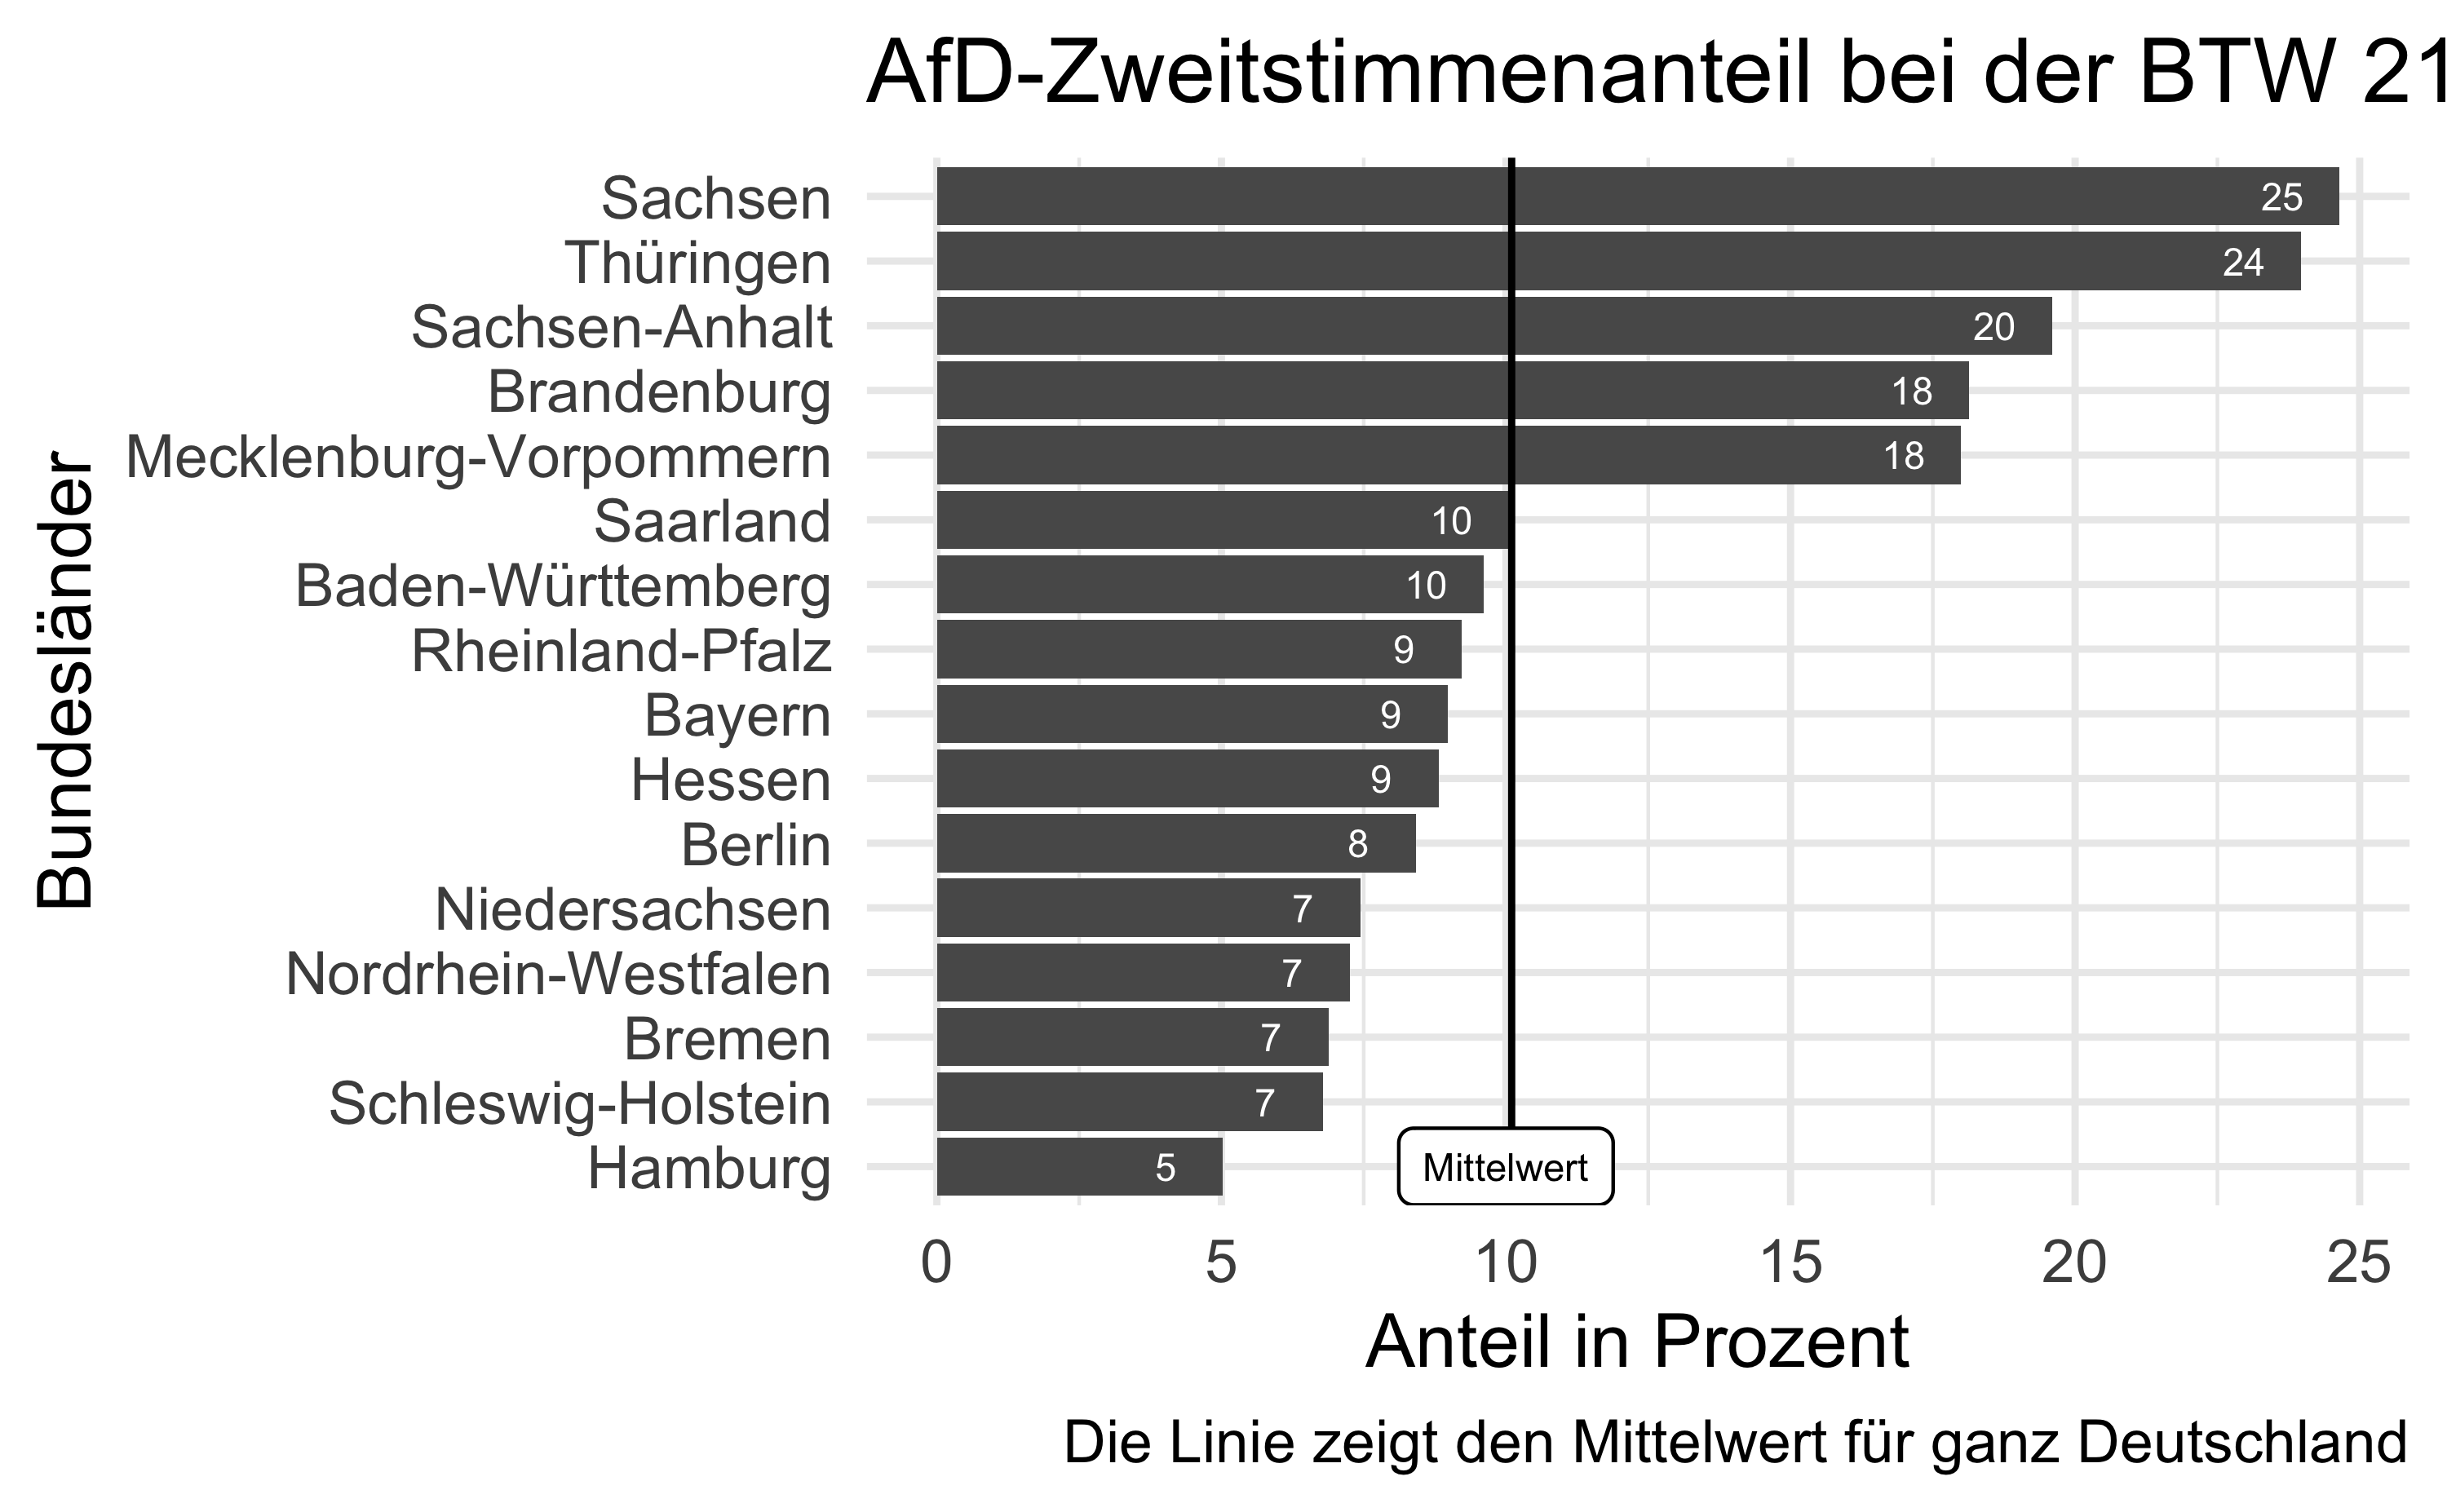 AfD-Zweitstimmenanteil bei der BTW 21
Bundesländer
Sachsen 25
Thüringen 24
Sachsen-Anhalt 20
Brandenburg 18
Mecklenburg-Vorpommern 18
Saarland 10
Baden-Württemberg 10
Rheinland-Pfalz 9
Bayern 9
Hessen 9
Berlin 8
Niedersachsen 7
Nordrhein-Westfalen 7
Bremen 7
Schleswig-Holstein 7
Hamburg 5 Mittelwert
0 5 10 15 20 25
Anteil in Prozent
Die Linie zeigt den Mittelwert für ganz Deutschland